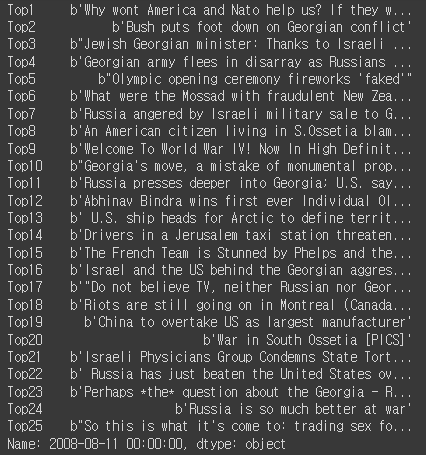 Top1 b'Why wont America and Nato help us? If they w...
Top2 b'Bush puts foot down on Georgian conflict'
Top3 b"Jewish Georgian minister: Thanks to Israeli ...
Top4 b'Georgian army flees in disarray as Russians ...
Top5 b"Olympic opening ceremony fireworks 'faked'"
Top6 b'What were the Mossad with fraudulent New Zea...
Top7 b'Russia angered by Israeli military sale to G...
Top8 b'An American citizen living in S.Ossetia blam...
Top9 b'Welcome To World War IV! Now In High Definit...
Top10 b"Georgia's move, a mistake of monumental prop...
Top11 b'Russia presses deeper into Georgia; U.S. say...
Top12 b'Abhinav Bindra wins first ever Individual Ol...
Top13 b' U.S. ship heads for Arctic to define territ...
Top14 b'Drivers in a Jerusalem taxi station threaten...
Top15 b'The French Team is Stunned by Phelps and the...
Top16 b'Israel and the US behind the Georgian aggres...
Top17 b'"Do not believe TV, neither Russian nor Geor...
Top18 b'Riots are still going on in Montreal (Canada...
Top19 b'China to overtake US as largest manufacturer'
Top20 b'War in South Ossetia [PICS]'
Top21 b'Israeli Physicians Group Condemns State Tort...
Top22 b' Russia has just beaten the United States ov...
Top23 b'Perhaps *the* question about the Georgia - R...
Top24 b'Russia is so much better at war'
Top25 b"So this is what it's come to: trading sex fo...
Name: 2008-08-11 00:00:00, dtype: object